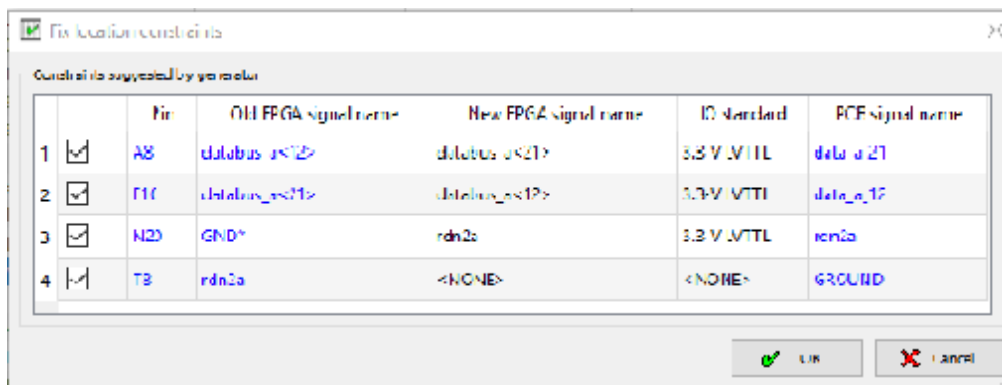 Fix location constraints
Constraints suggested by generator
Pin Old FPGA signal name New FPGA signal name IO standard PCB signal name
1 A8 databus_a<12> databus_a<21> 3.3-V LVTTL data_a_21
2 databus_a<21> databus_a<12> 3.3-V LVTTL data_a_12
3 N20 GND* rdn2a 3.3-V LVTTL
4 T8 rdn2a <NONE> <NONE> GROUND
OK Cancel